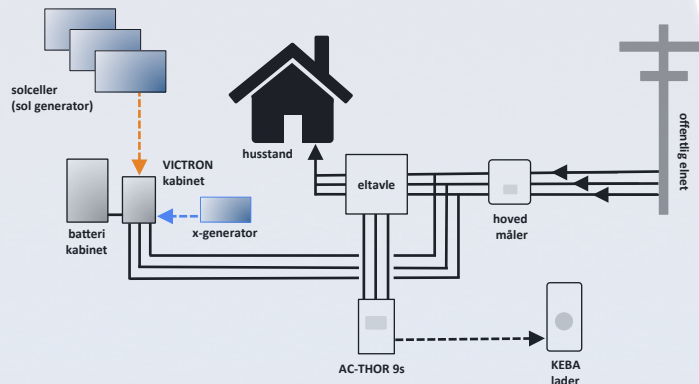 solceller
(sol generator)
VICTRON
kabinet
batteri
kabinet
x-generator
husstand
eltavle
hoved
måler
offentlig elnet
AC-THOR 9s
KEBA
lader